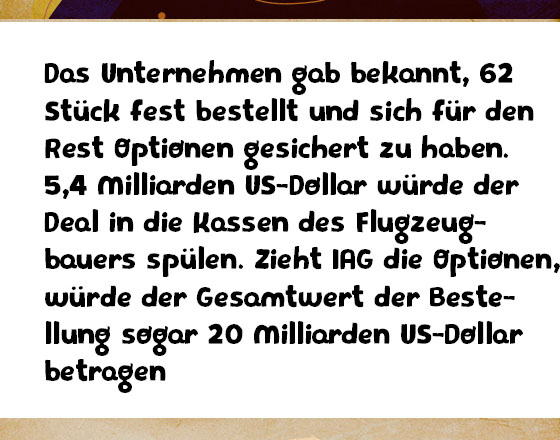 Das Unternehmen gab bekannt, 62
Stück fest bestellt und sich für den
Rest Optionen gesichert zu haben.
5,4 Milliarden US-Dollar würde der
Deal in die Kassen des Flugzeug-
bauers spülen. Zieht IAG die Optionen,
würde der Gesamtwert der Beste-
llung sogar 20 Milliarden US-Dollar
betragen